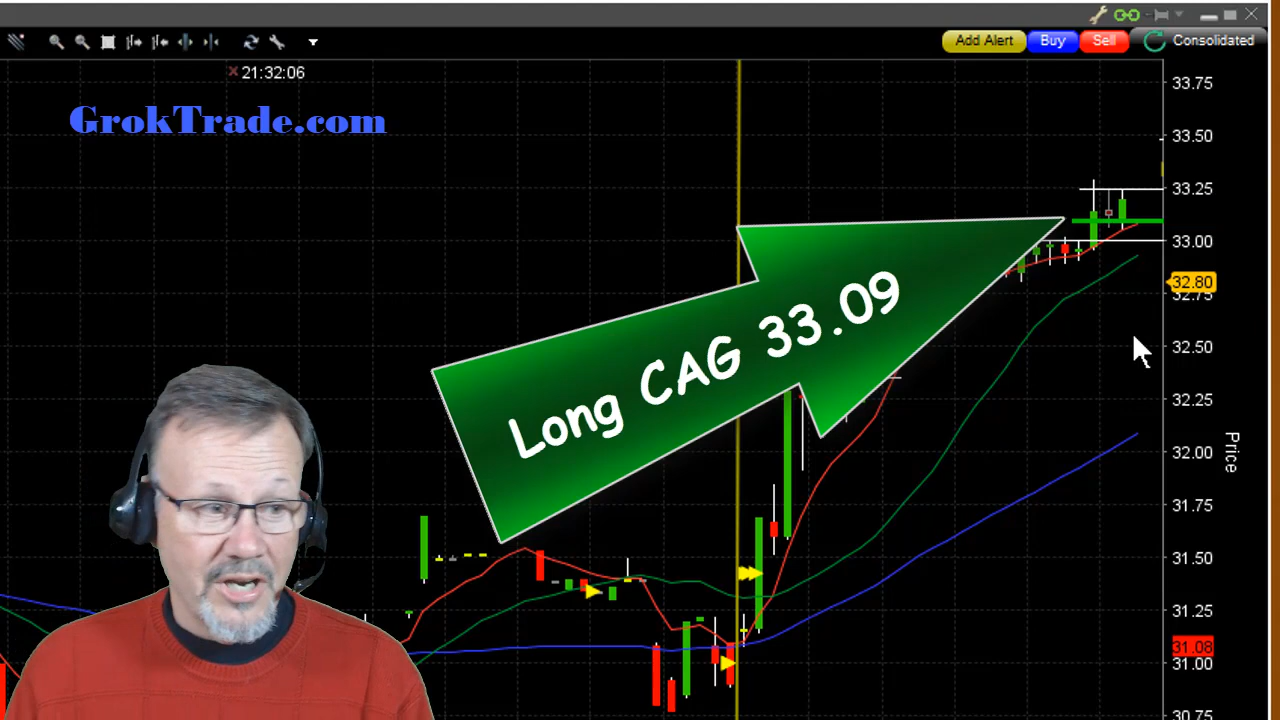 Add Alert
Buy
Sell
Consolidated
21:32:06
GrokTrade.com
Long CAG 33.09
33.75
33.50
33.25
33.00
32.80
32.75
32.50
32.25
32.00
31.75
31.50
31.25
31.08
31.00
30.75
Price